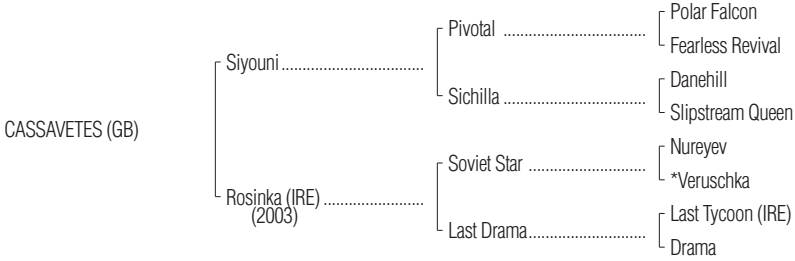 Polar Falcon
Pivotal ................................
Fearless Revival
Siyouni................................
Danehill
Sichilla ................................
Slipstream Queen
CASSAVETES (GB)
Nureyev
Soviet Star ..........................
*Veruschka
Rosinka (IRE) ......................
(2003)
Last Tycoon (IRE)
Last Drama..........................
Drama